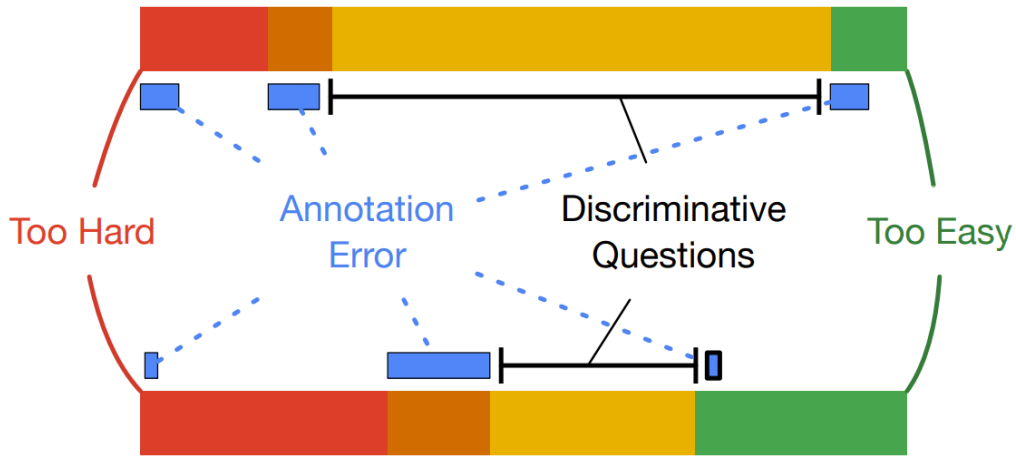 Too Hard
Annotation
Error
Discriminative
Questions
Too Easy